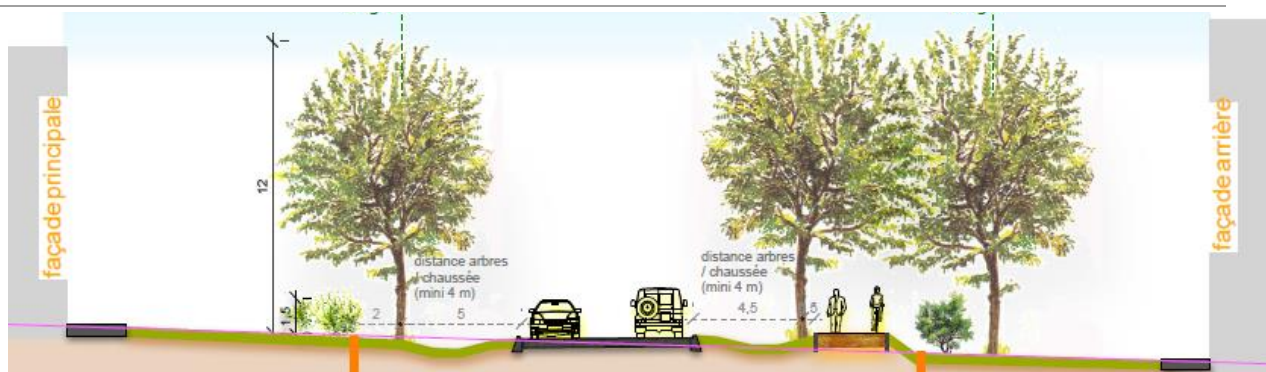 façade principale
12
1,5
2
distance arbres
/ chaussée
(mini 4 m)
5
distance arbres
/ chaussée
(mini 4 m)
4,5
façade arrière